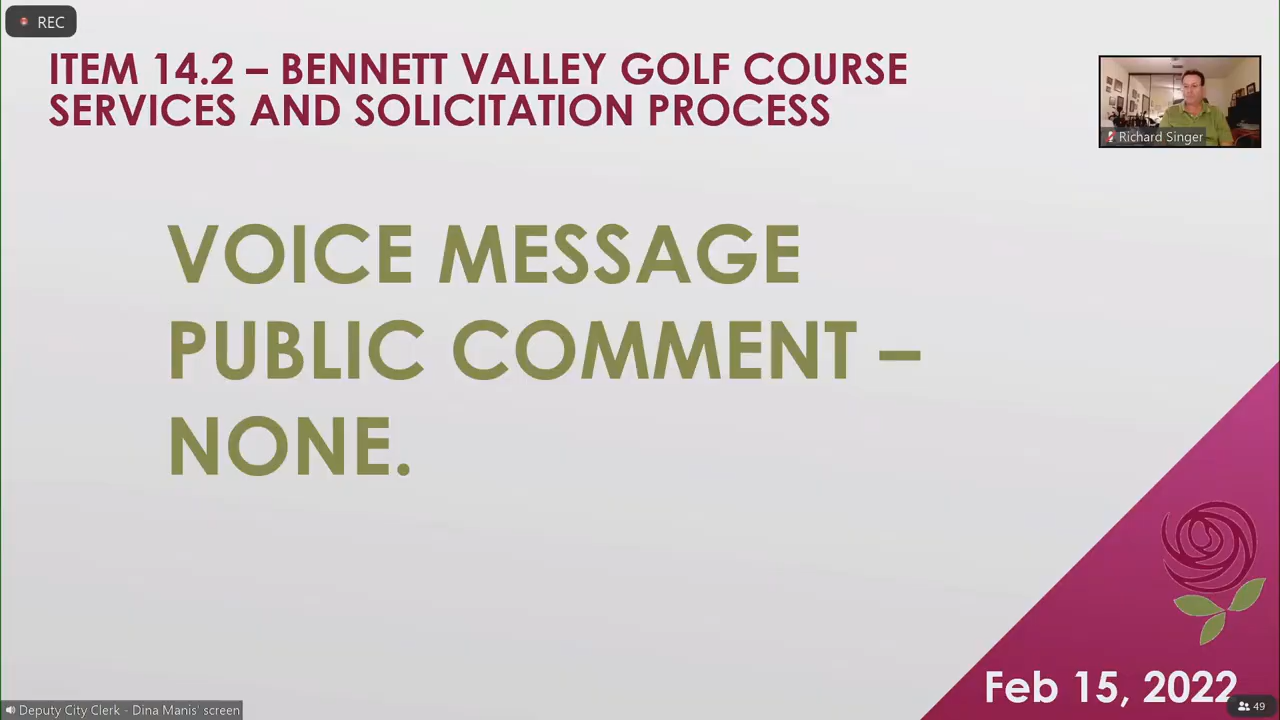 REC
ITEM 14.2 – BENNETT VALLEY GOLF COURSE
SERVICES AND SOLICITATION PROCESS
Richard Singer
VOICE MESSAGE
PUBLIC COMMENT –
NONE.
Feb 15, 2022
Deputy City Clerk - Dina Manis' screen
49